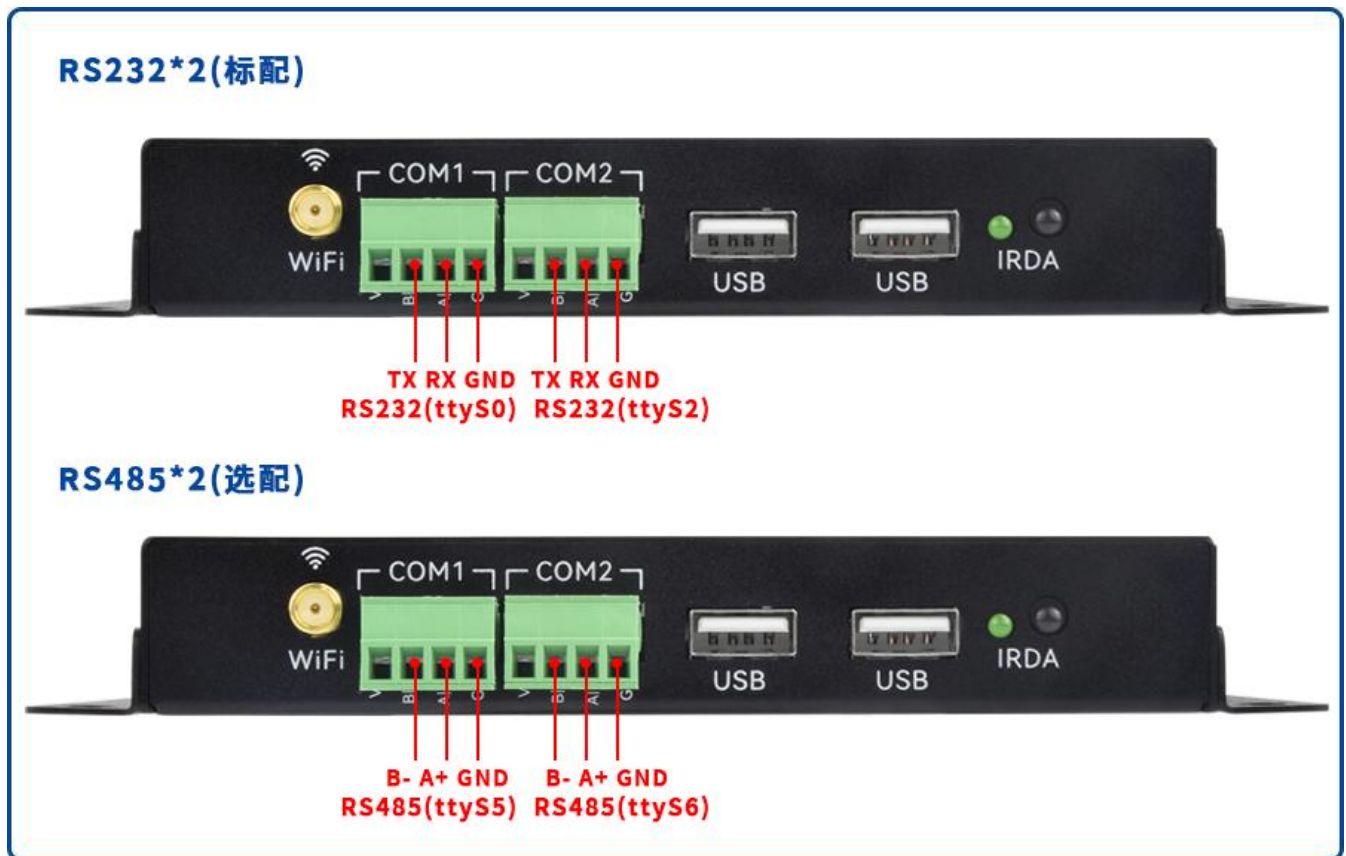 RS232*2(标配)
COM1 COM2
WiFi
USB USB IRDA
V V G
TX RX GND TX RX GND
RS232(ttyS0) RS232(ttyS2)
RS485*2(选配)
COM1 COM2
WiFi
USB USB IRDA
V V G
B- A+ GND B- A+ GND
RS485(ttyS5) RS485(ttyS6)